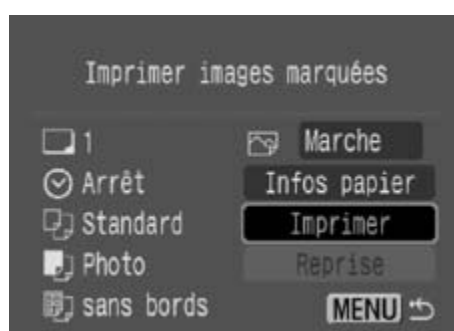 Imprimer images marquées
1
Marche
Arrêt
Infos papier
Standard
Imprimer
Photo
Reprise
sans bords
MENU